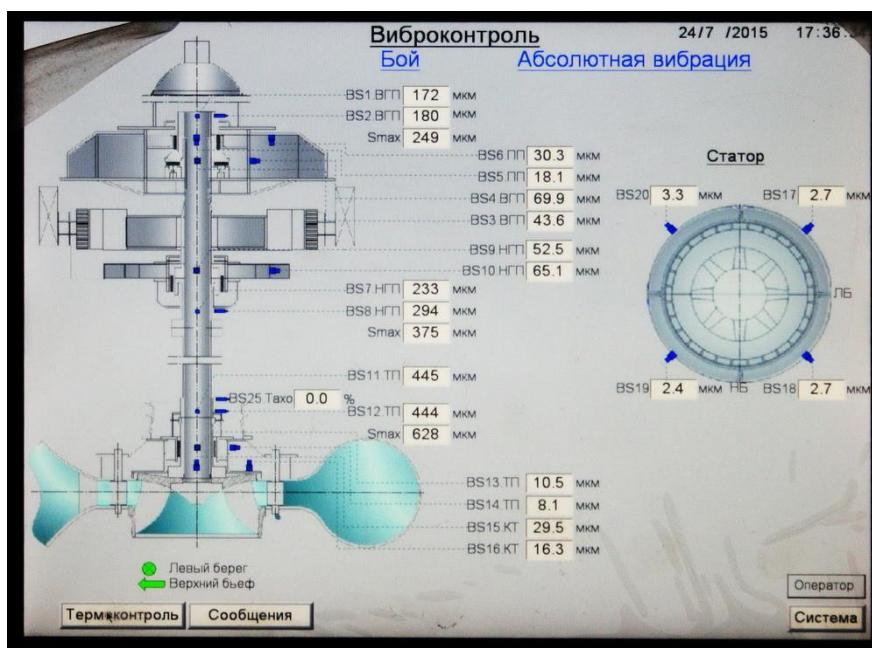 Виброконтроль
24/7 /2015 17:36:
Бой
Абсолютная вибрация
BS1.ВГП 172 мкм
BS2.ВГП 180 мкм
Smax 249 мкм
BS6.ПП 30.3 мкм
BS5.ПП 18.1 мкм
BS4.ВГП 69.9 мкм
BS3.ВГП 43.6 мкм
BS9.НГП 52.5 мкм
BS10.НГП 65.1 мкм
BS7.НГП 233 мкм
BS8.НГП 294 мкм
Smax 375 мкм
BS11.ТП 445 мкм
BS25.Тахо 0.0 %
BS12.ТП 444 мкм
Smax 628 мкм
BS13.ТП 10.5 мкм
BS14.ТП 8.1 мкм
BS15.КТ 29.5 мкм
BS16.КТ 16.3 мкм
Статор
BS20 3.3 мкм BS17 2.7 мкм
ЛБ
BS19 2.4 мкм НБ BS18 2.7 мкм
Левый берег
Верхний бьеф
Термоконтроль Сообщения
Оператор
Система